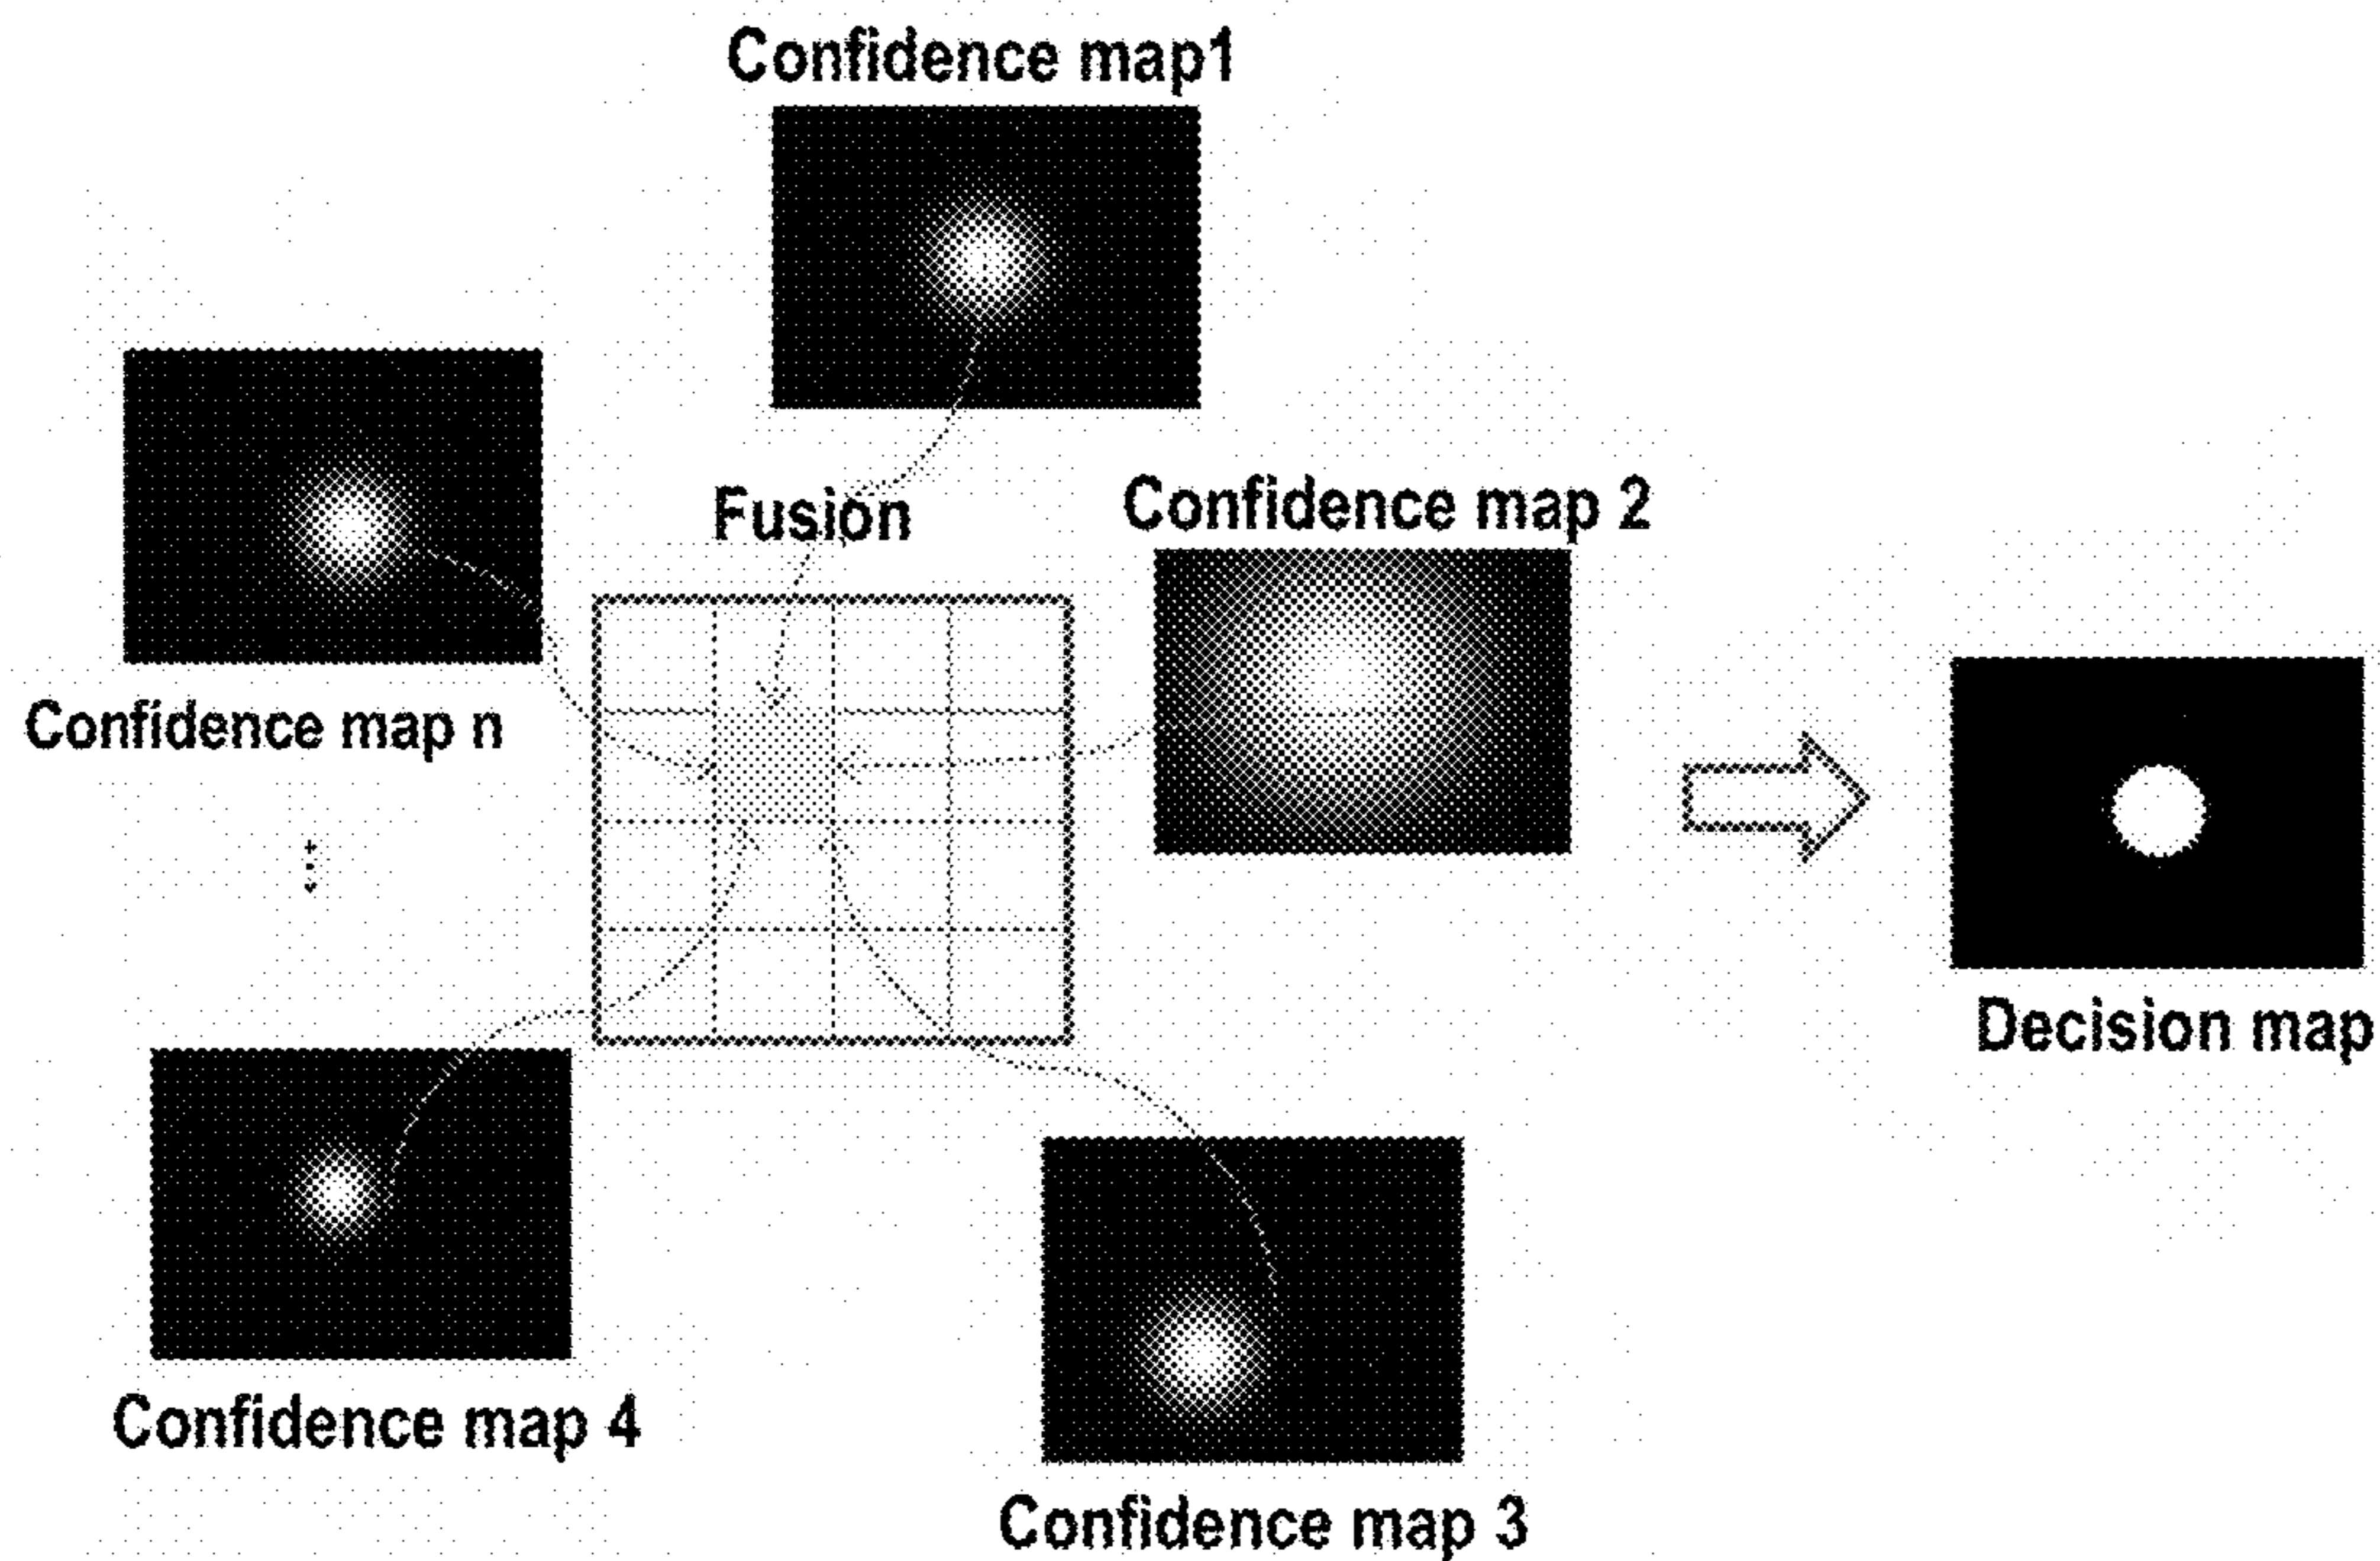 Confidence map1
Fusion
Confidence map 2
Confidence map n
Decision map
Confidence map 4
Confidence map 3